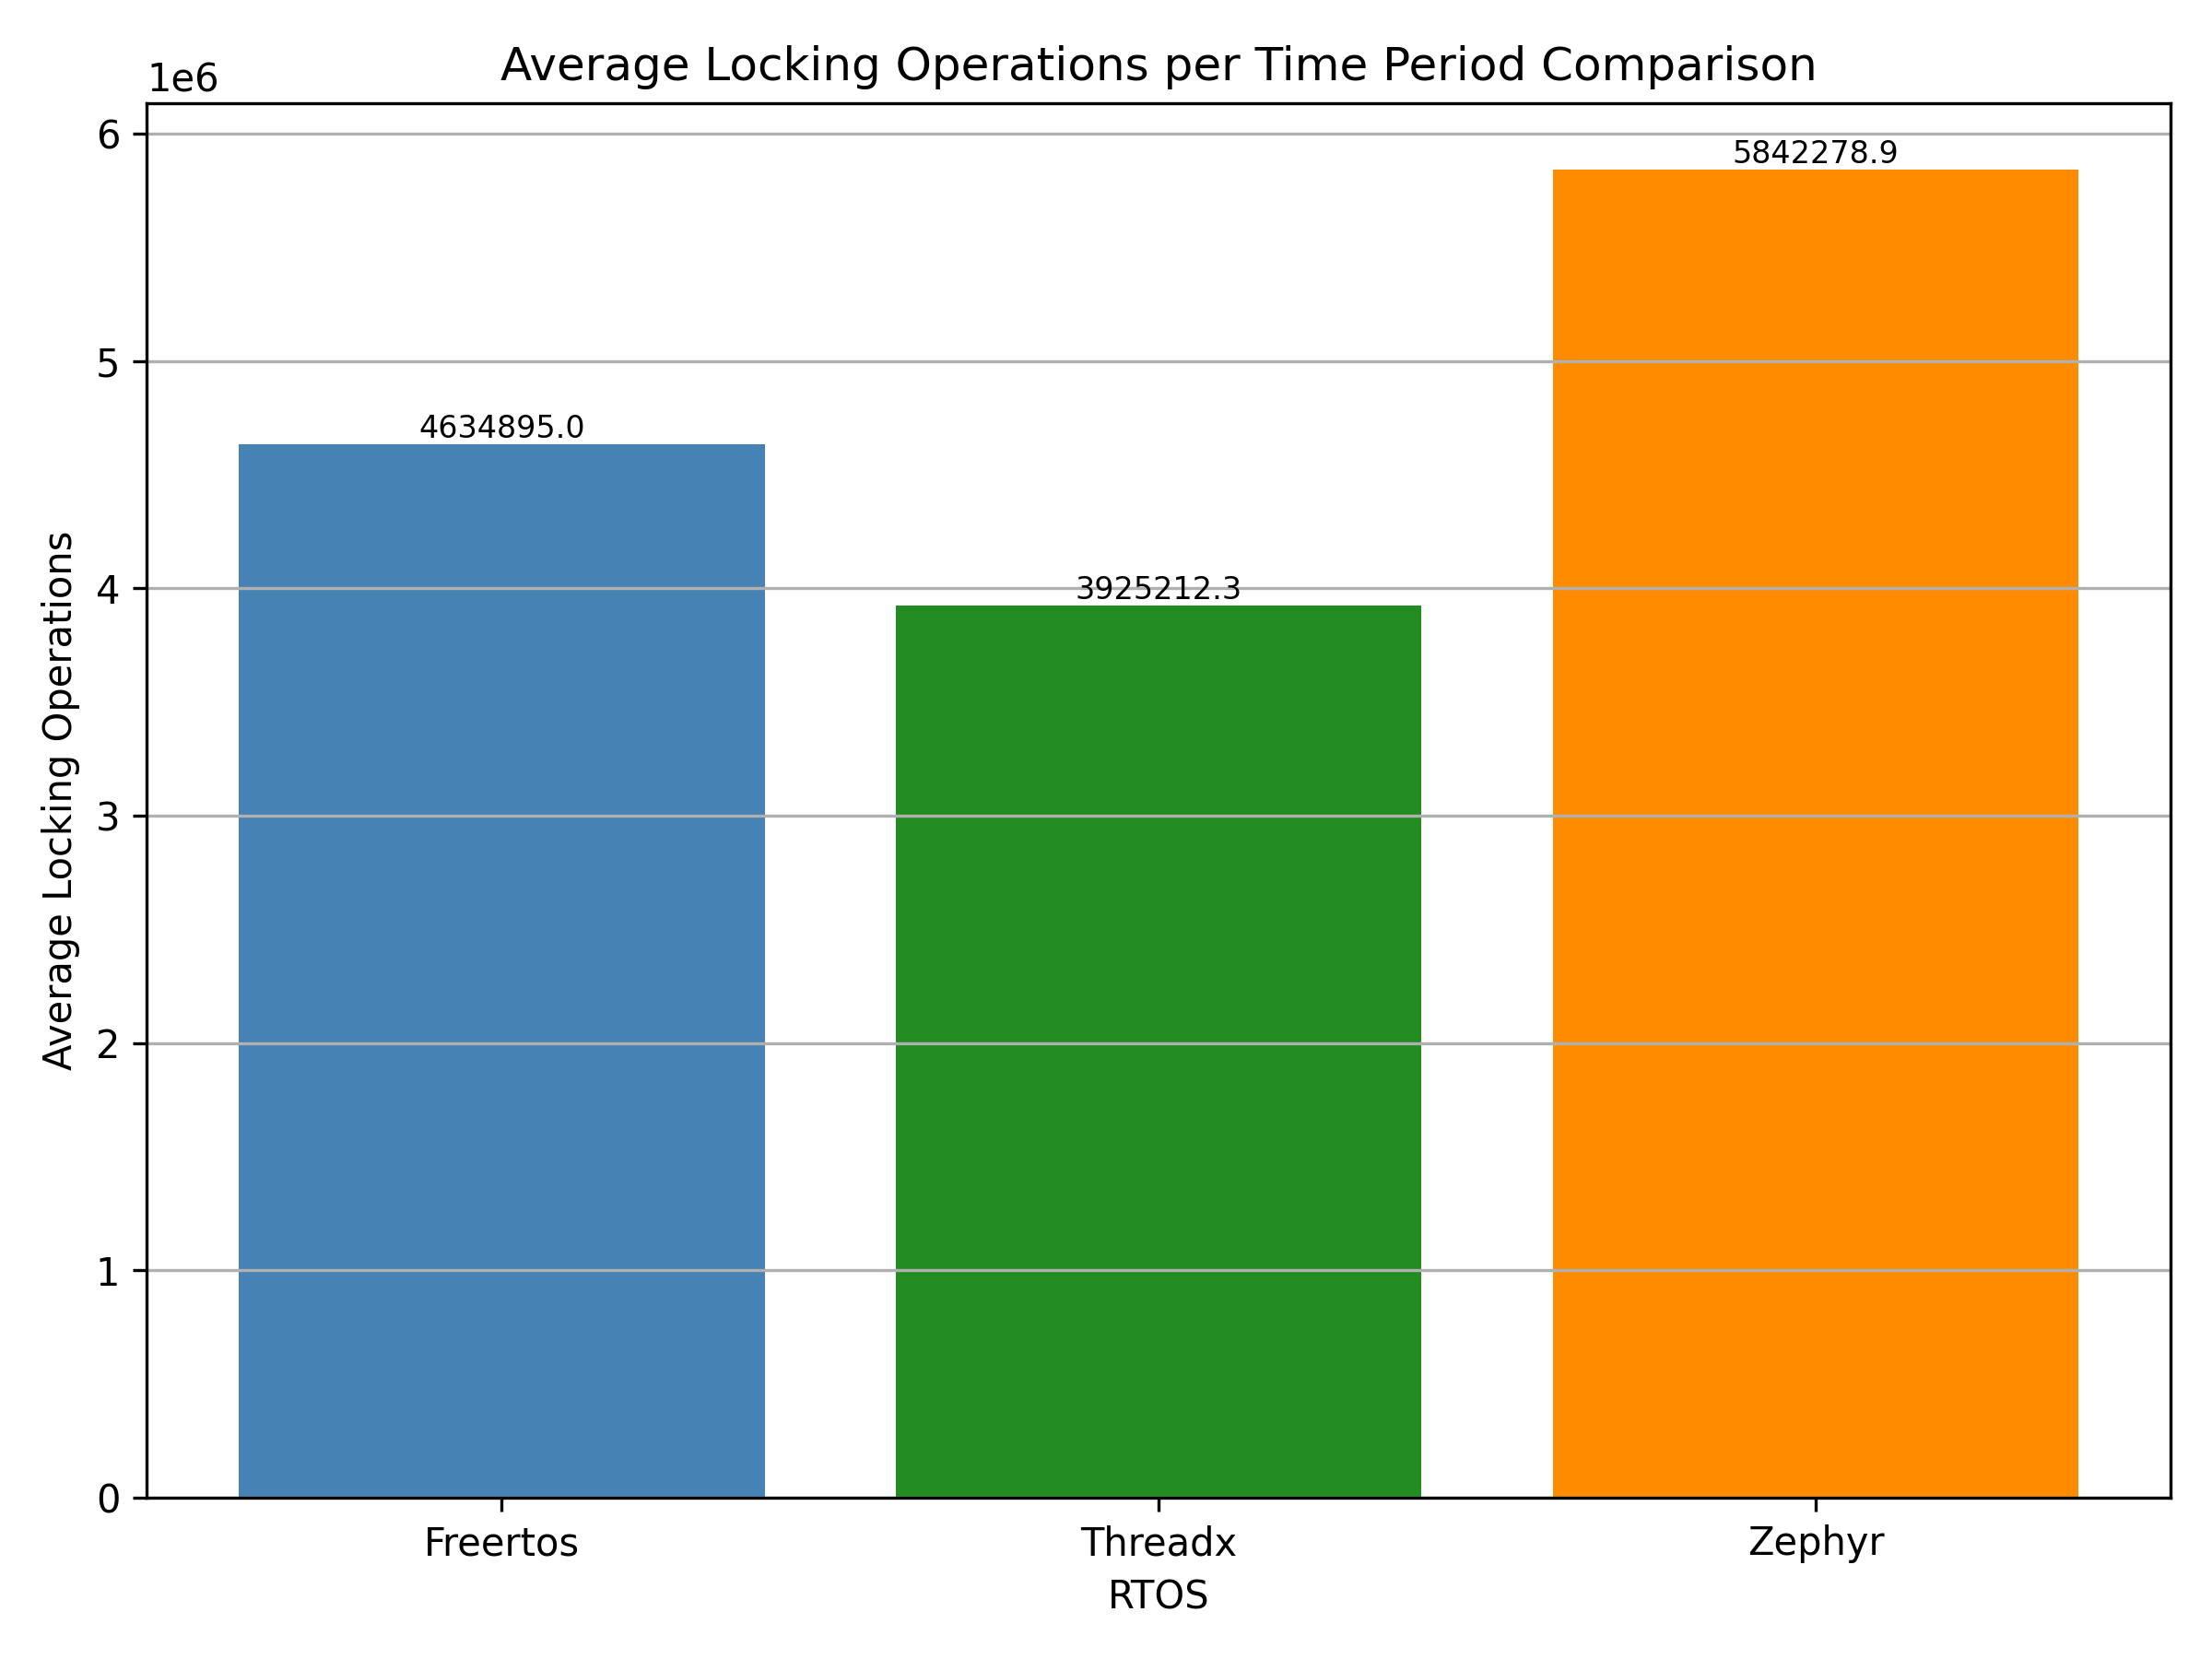 Average Locking Operations per Time Period Comparison
1e6
6
5842278.9
5
4634895.0
4
3925212.3
3
2
1
0
Average Locking Operations
Freertos
Threadx
Zephyr
RTOS